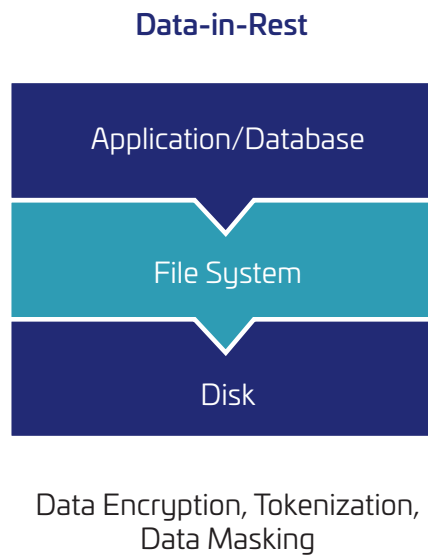 Data-in-Rest
Application/Database
File System
Disk
Data Encryption, Tokenization,
Data Masking